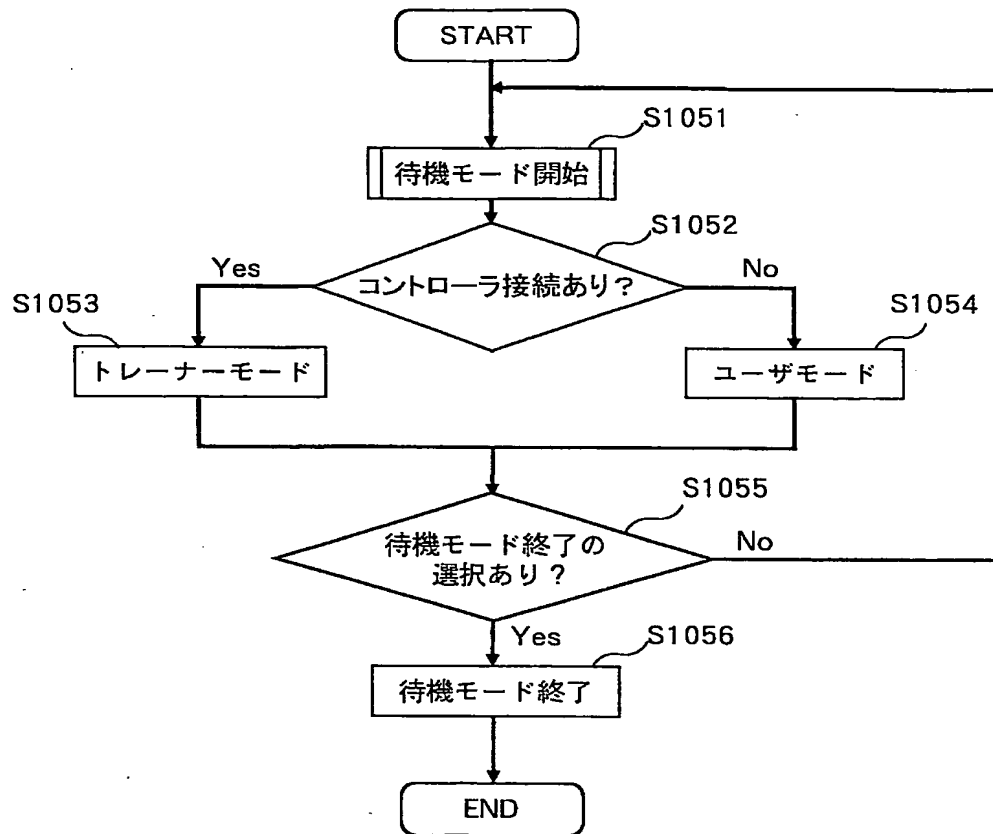 START
S1051
待機モード開始
S1052
Yes
コントローラ接続あり?
No
S1053
S1054
トレーナーモード
ユーザモード
S1055
待機モード終了の
選択あり?
No
Yes
S1056
待機モード終了
END